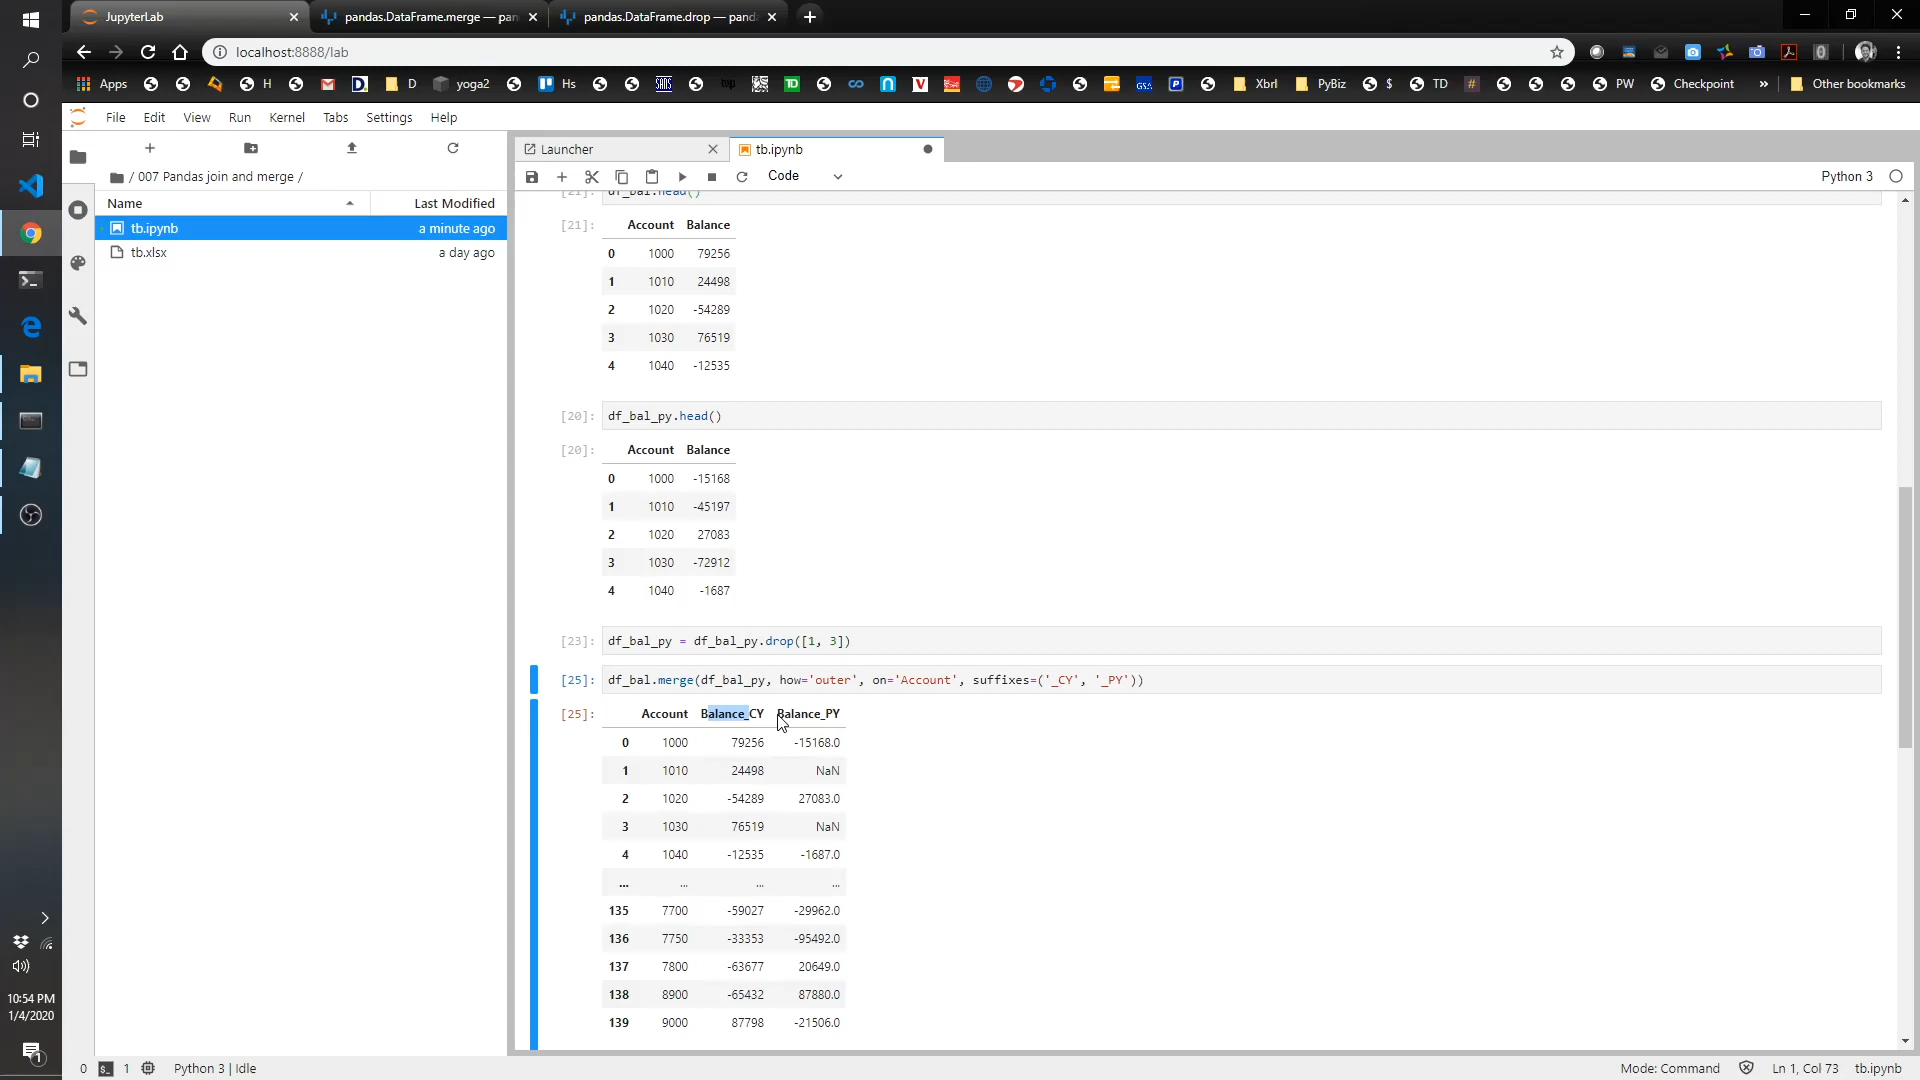 JupyterLab
pandas.DataFrame.merge — pan
pandas.DataFrame.drop — panda
localhost:8888/lab
Apps H D yoga2 Hs TD Xbrl PyBiz $ TD # PW Checkpoint » Other bookmarks
File Edit View Run Kernel Tabs Settings Help
Launcher
tb.ipynb
/ 007 Pandas join and merge /
Code
Python 3
Name Last Modified
tb.ipynb a minute ago
tb.xlsx a day ago
[21]: df_bal.head()
[21]: Account Balance
0 1000 79256
1 1010 24498
2 1020 -54289
3 1030 76519
4 1040 -12535
[20]: df_bal_py.head()
[20]: Account Balance
0 1000 -15168
1 1010 -45197
2 1020 27083
3 1030 -72912
4 1040 -1687
[23]: df_bal_py = df_bal_py.drop([1, 3])
[25]: df_bal.merge(df_bal_py, how='outer', on='Account', suffixes=('_CY', '_PY'))
[25]: Account Balance_CY Balance_PY
0 1000 79256 -15168.0
1 1010 24498 NaN
2 1020 -54289 27083.0
3 1030 76519 NaN
4 1040 -12535 -1687.0
... ... ... ...
135 7700 -59027 -29962.0
136 7750 -33353 -95492.0
137 7800 -63677 20649.0
138 8900 -65432 87880.0
139 9000 87798 -21506.0
10:54 PM
1/4/2020
1
0 1 Python 3 | Idle
Mode: Command Ln 1, Col 73 tb.ipynb